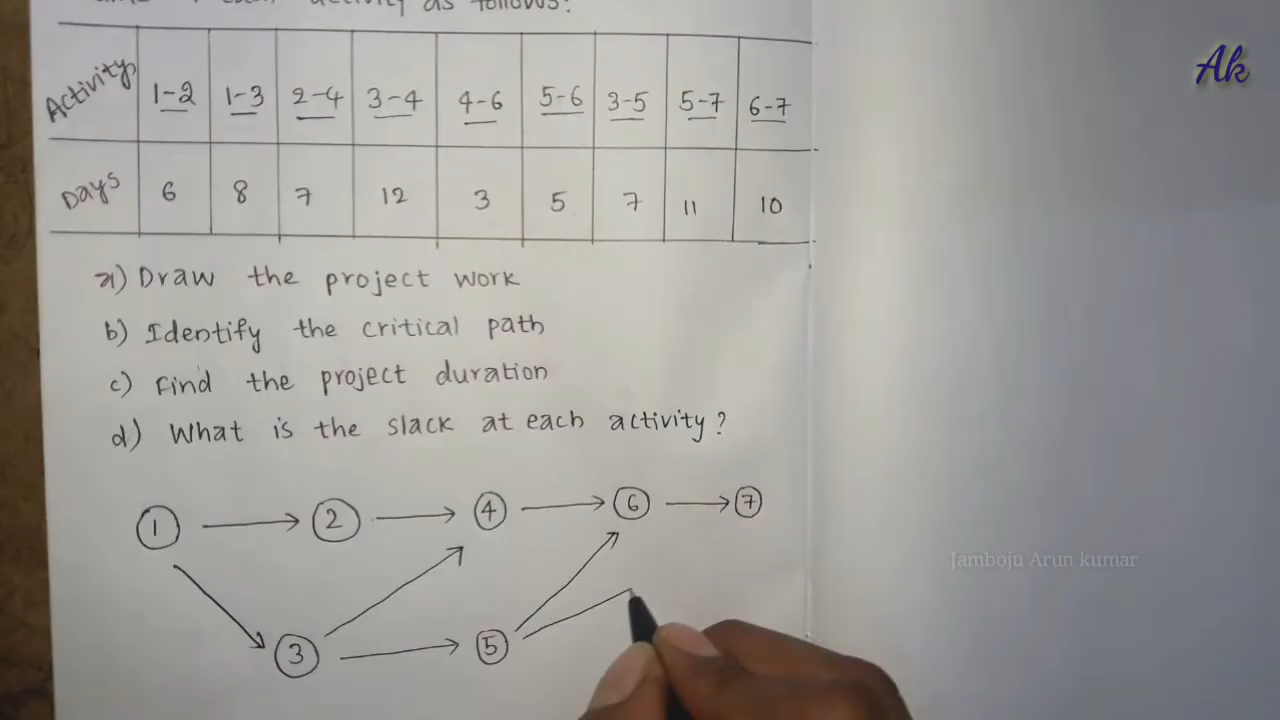 activity as follows:
Ak
Activity 1-2 1-3 2-4 3-4 4-6 5-6 3-5 5-7 6-7
Days 6 8 7 12 3 5 7 11 10
a) Draw the project work
b) Identify the critical path
c) Find the project duration
d) What is the slack at each activity?
1 2 4 6 7
Jamboju Arun kumar
3 5